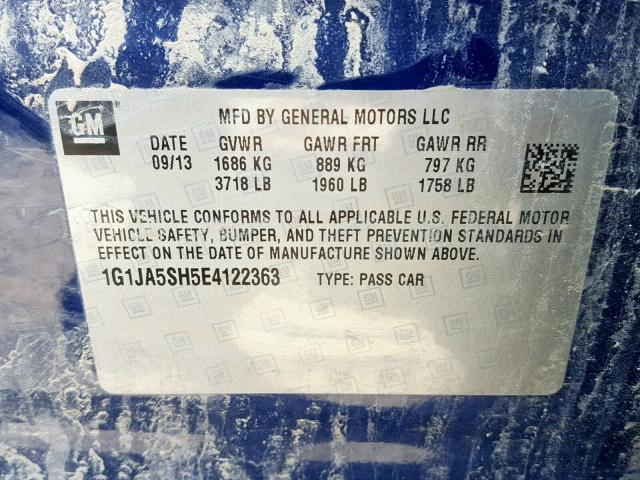 GM
MFD BY GENERAL MOTORS LLC
DATE GVWR GAWR FRT GAWR RR
09/13 1686 KG 889 KG 797 KG
3718 LB 1960 LB 1758 LB
THIS VEHICLE CONFORMS TO ALL APPLICABLE U.S. FEDERAL MOTOR
VEHICLE SAFETY, BUMPER, AND THEFT PREVENTION STANDARDS IN
EFFECT ON THE DATE OF MANUFACTURE SHOWN ABOVE.
1G1JA5SH5E4122363 TYPE: PASS CAR